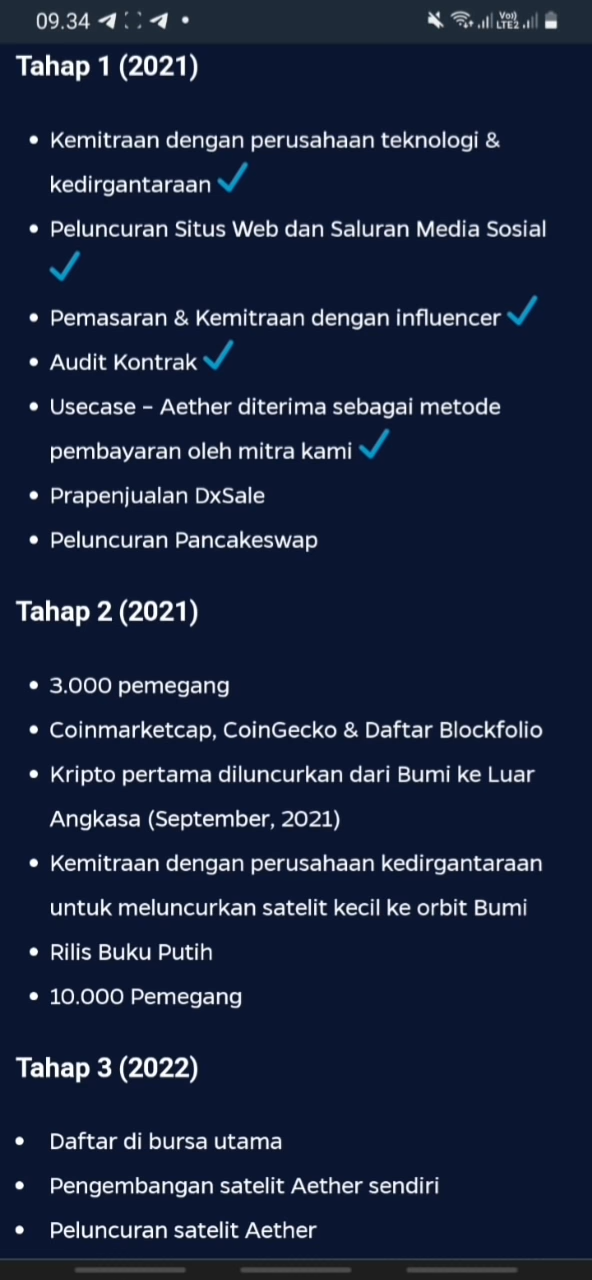 09.34
Vo)
LTE2
Tahap 1 (2021)
Kemitraan dengan perusahaan teknologi &
kedirgantaraan
Peluncuran Situs Web dan Saluran Media Sosial
Pemasaran & Kemitraan dengan influencer
Audit Kontrak
Usecase – Aether diterima sebagai metode
pembayaran oleh mitra kami
Prapenjualan DxSale
Peluncuran Pancakeswap
Tahap 2 (2021)
3.000 pemegang
Coinmarketcap, CoinGecko & Daftar Blockfolio
Kripto pertama diluncurkan dari Bumi ke Luar
Angkasa (September, 2021)
Kemitraan dengan perusahaan kedirgantaraan
untuk meluncurkan satelit kecil ke orbit Bumi
Rilis Buku Putih
10.000 Pemegang
Tahap 3 (2022)
Daftar di bursa utama
Pengembangan satelit Aether sendiri
Peluncuran satelit Aether